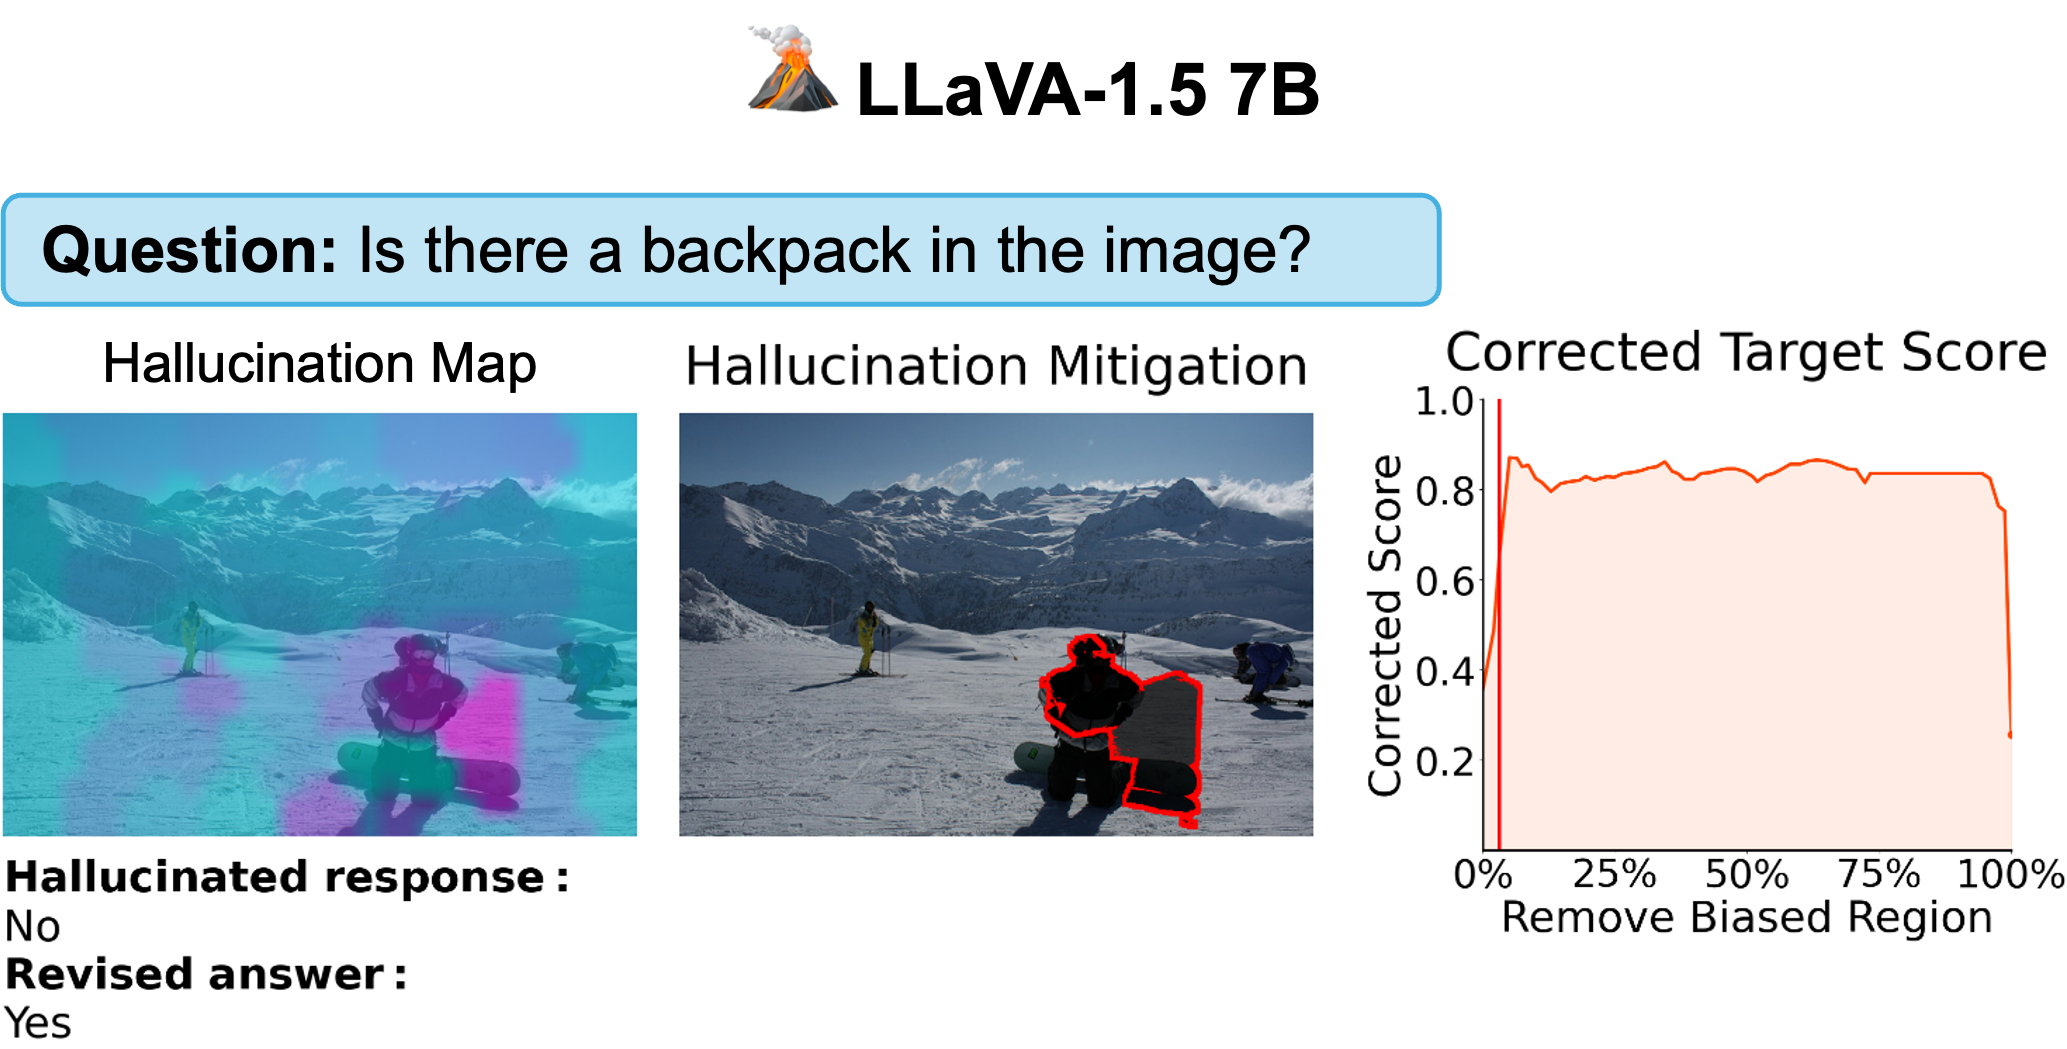 LLaVA-1.5 7B
Question: Is there a backpack in the image?
Hallucination Map
Hallucination Mitigation
Corrected Target Score
Corrected Score
1.0
0.8
0.6
0.4
0.2
0% 25% 50% 75% 100%
Remove Biased Region
Hallucinated response :
No
Revised answer :
Yes